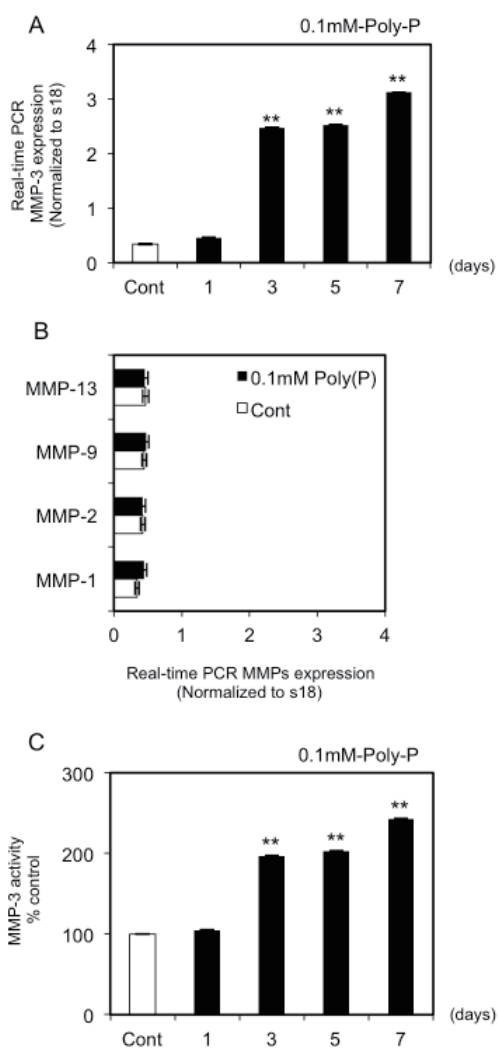 A
0.1mM-Poly-P
Real-time PCR
MMP-3 expression
(Normalized to s18)
4
3
2
1
0
**
**
**
Cont
1
3
5
7
(days)
B
0.1mM Poly(P)
Cont
MMP-13
MMP-9
MMP-2
MMP-1
0
1
2
3
4
Real-time PCR MMPs expression
(Normalized to s18)
C
0.1mM-Poly-P
MMP-3 activity
% control
300
200
100
0
**
**
**
Cont
1
3
5
7
(days)